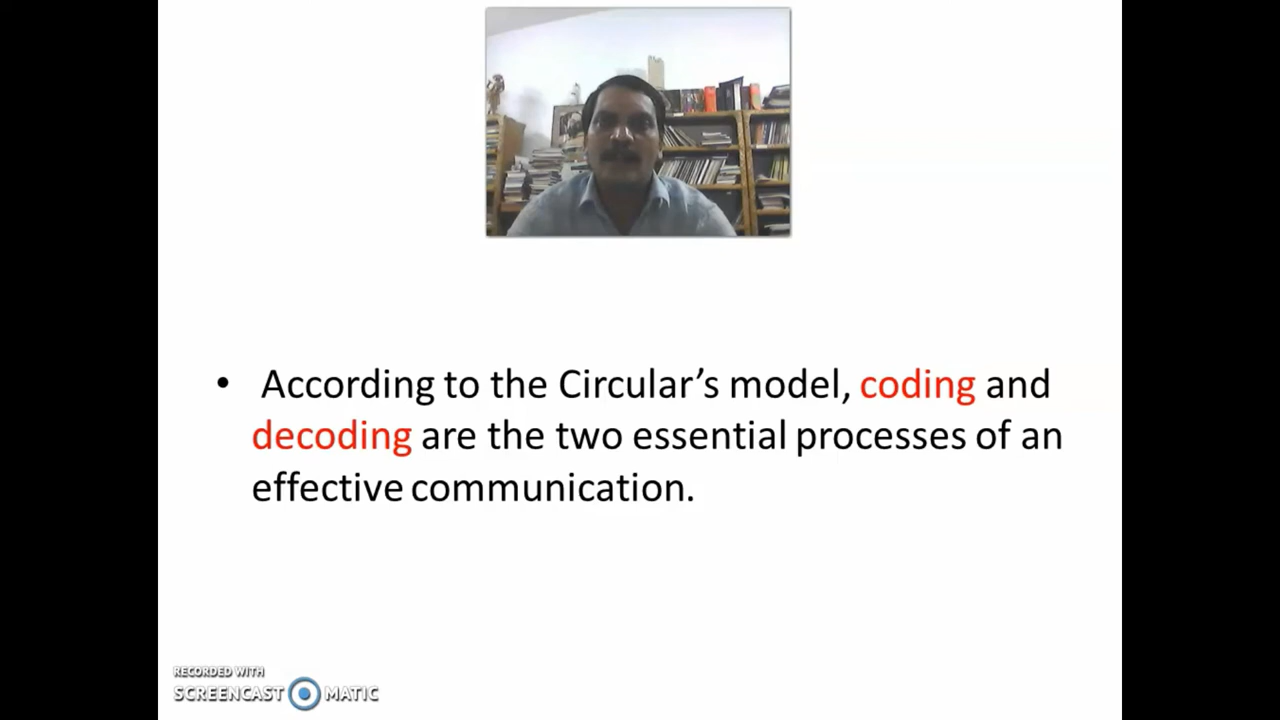 • According to the Circular’s model, coding and
decoding are the two essential processes of an
effective communication.
RECORDED WITH
SCREENCAST MATIC